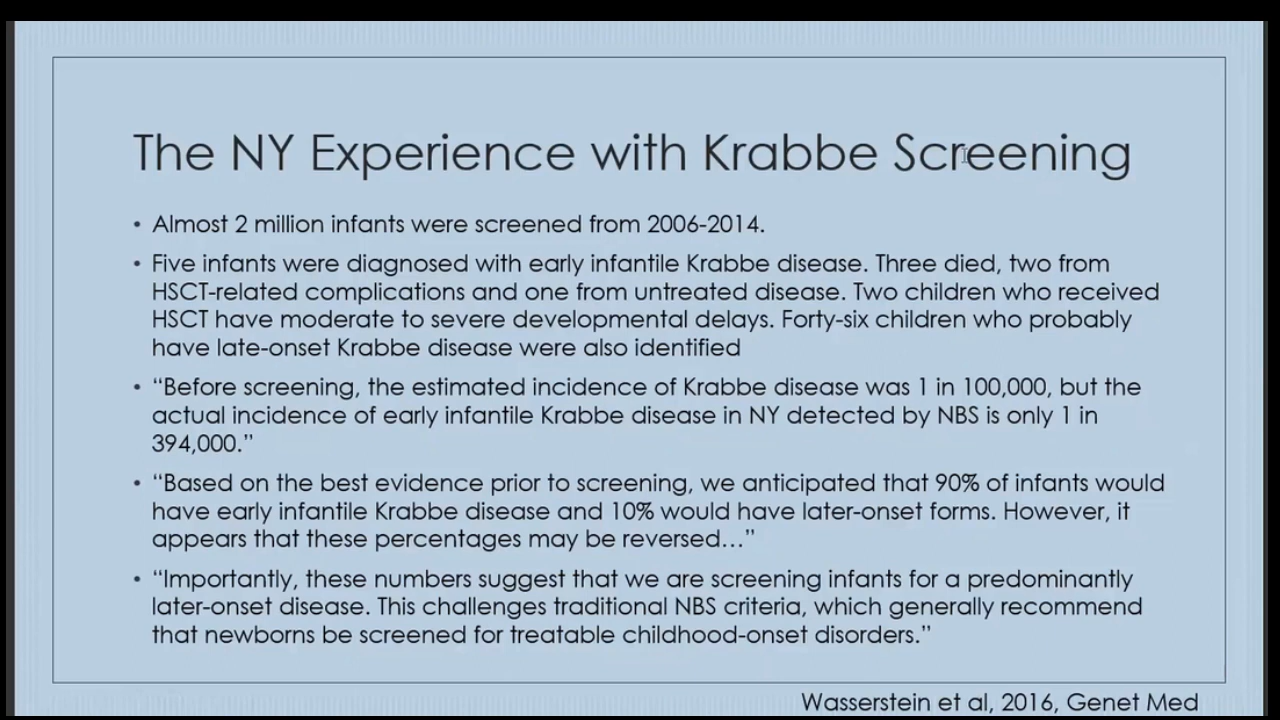 The NY Experience with Krabbe Screening
• Almost 2 million infants were screened from 2006-2014.
• Five infants were diagnosed with early infantile Krabbe disease. Three died, two from
HSCT-related complications and one from untreated disease. Two children who received
HSCT have moderate to severe developmental delays. Forty-six children who probably
have late-onset Krabbe disease were also identified
• “Before screening, the estimated incidence of Krabbe disease was 1 in 100,000, but the
actual incidence of early infantile Krabbe disease in NY detected by NBS is only 1 in
394,000.”
• “Based on the best evidence prior to screening, we anticipated that 90% of infants would
have early infantile Krabbe disease and 10% would have later-onset forms. However, it
appears that these percentages may be reversed…”
• “Importantly, these numbers suggest that we are screening infants for a predominantly
later-onset disease. This challenges traditional NBS criteria, which generally recommend
that newborns be screened for treatable childhood-onset disorders.”
Wasserstein et al, 2016, Genet Med